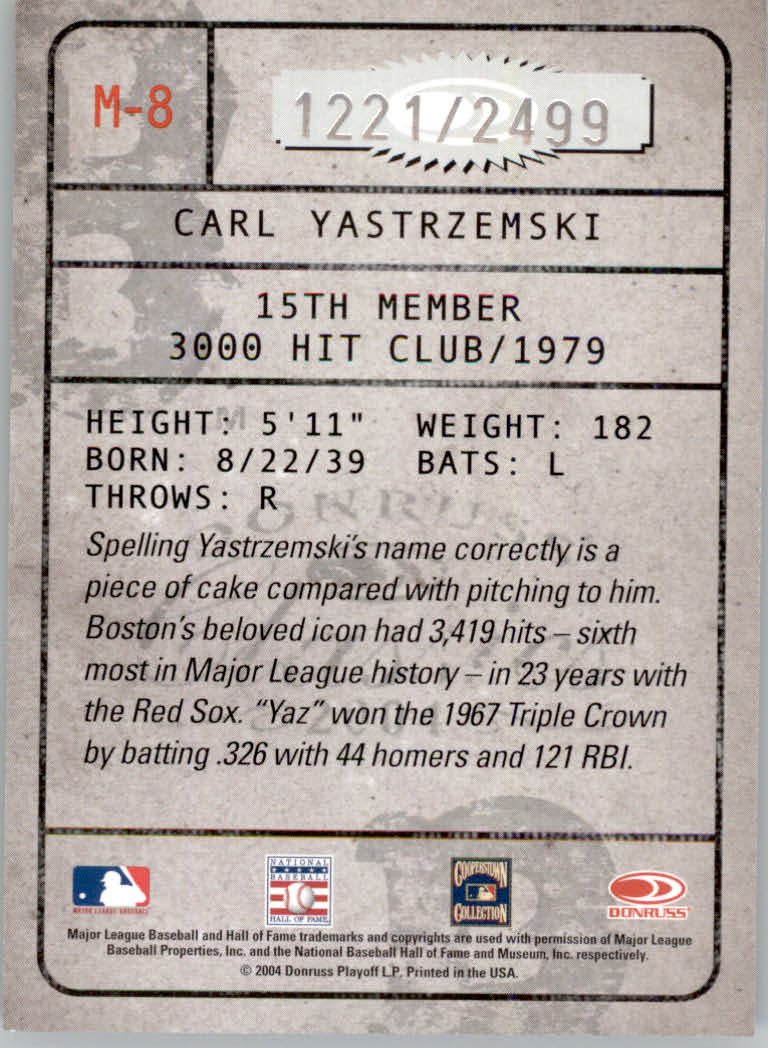 M-8
1221/2499
CARL YASTRZEMSKI
15TH MEMBER
3000 HIT CLUB/1979
HEIGHT: 5'11" WEIGHT: 182
BORN: 8/22/39 BATS: L
THROWS: R
DONRUSS
Spelling Yastrzemski's name correctly is a
piece of cake compared with pitching to him.
Boston's beloved icon had 3,419 hits – sixth
most in Major League history – in 23 years with
the Red Sox. "Yaz" won the 1967 Triple Crown
by batting .326 with 44 homers and 121 RBI.
MAJOR LEAGUE BASEBALL
NATIONAL
BASEBALL
HALL OF FAME
COOPERSTOWN
COLLECTION
DONRUSS
Major League Baseball and Hall of Fame trademarks and copyrights are used with permission of Major League
Baseball Properties, Inc. and the National Baseball Hall of Fame and Museum, Inc. respectively.
© 2004 Donruss Playoff L.P. Printed in the USA.